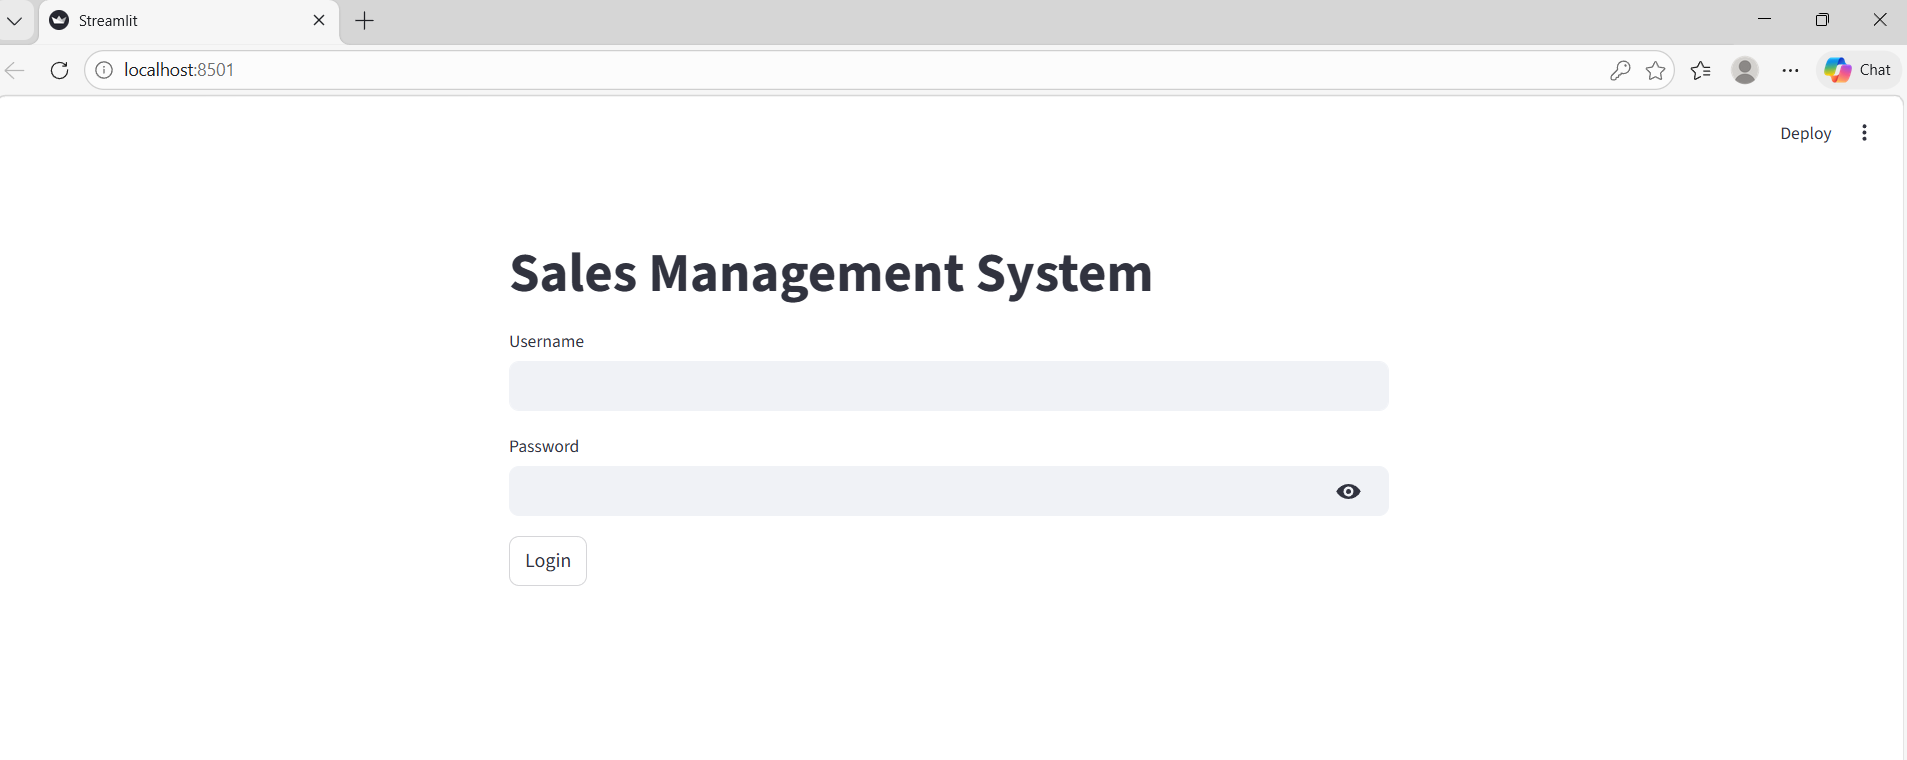 Streamlit
localhost:8501
Chat
Deploy
Sales Management System
Username
Password
Login